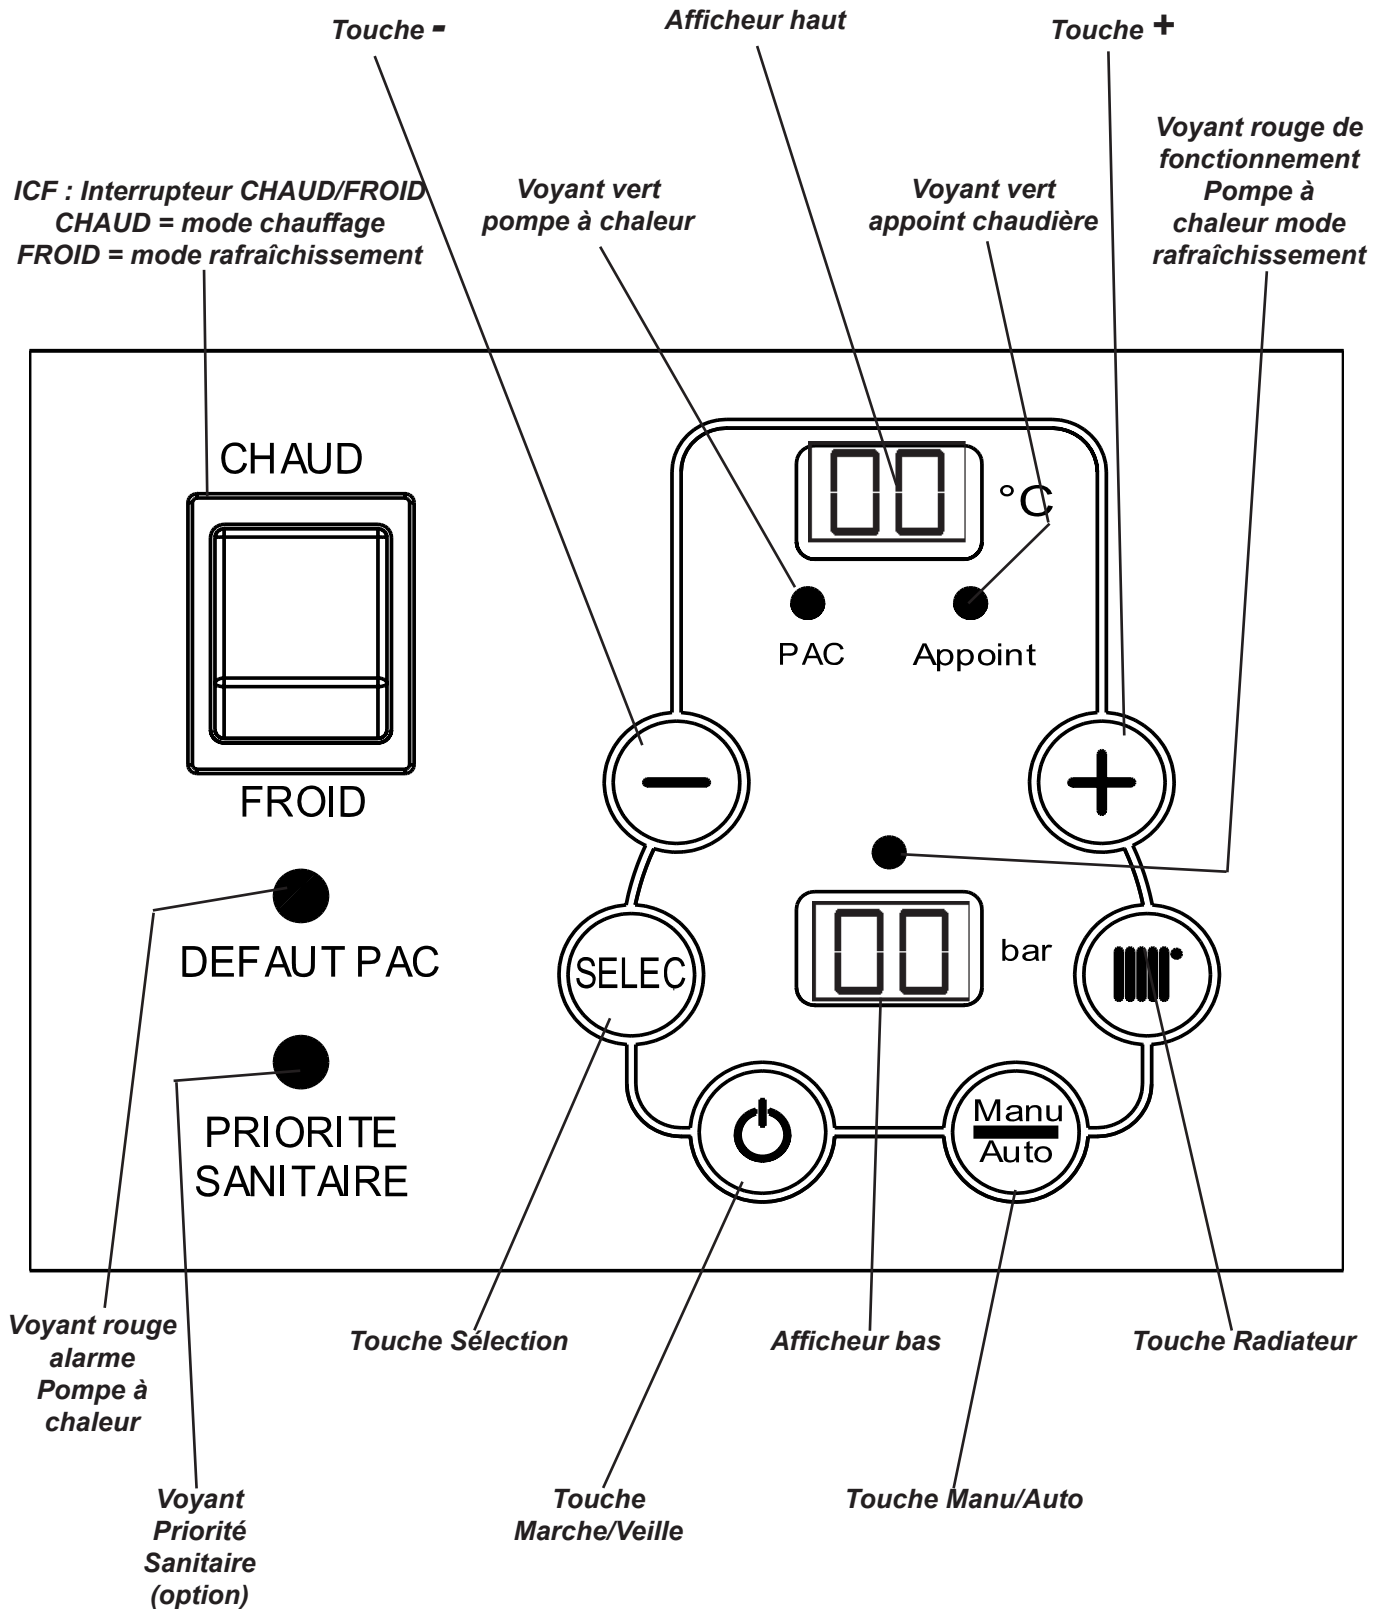 Touche -
Afficheur haut
Touche +
ICF : Interrupteur CHAUD/FROID
CHAUD = mode chauffage
FROID = mode rafraîchissement
Voyant vert
pompe à chaleur
Voyant vert
appoint chaudière
Voyant rouge de
fonctionnement
Pompe à
chaleur mode
rafraîchissement
CHAUD
FROID
DEFAUT PAC
PRIORITE
SANITAIRE
00
°C
PAC
Appoint
00
bar
SELEC
Manu
Auto
Voyant rouge
alarme
Pompe à
chaleur
Touche Sélection
Afficheur bas
Touche Radiateur
Voyant
Priorité
Sanitaire
(option)
Touche
Marche/Veille
Touche Manu/Auto